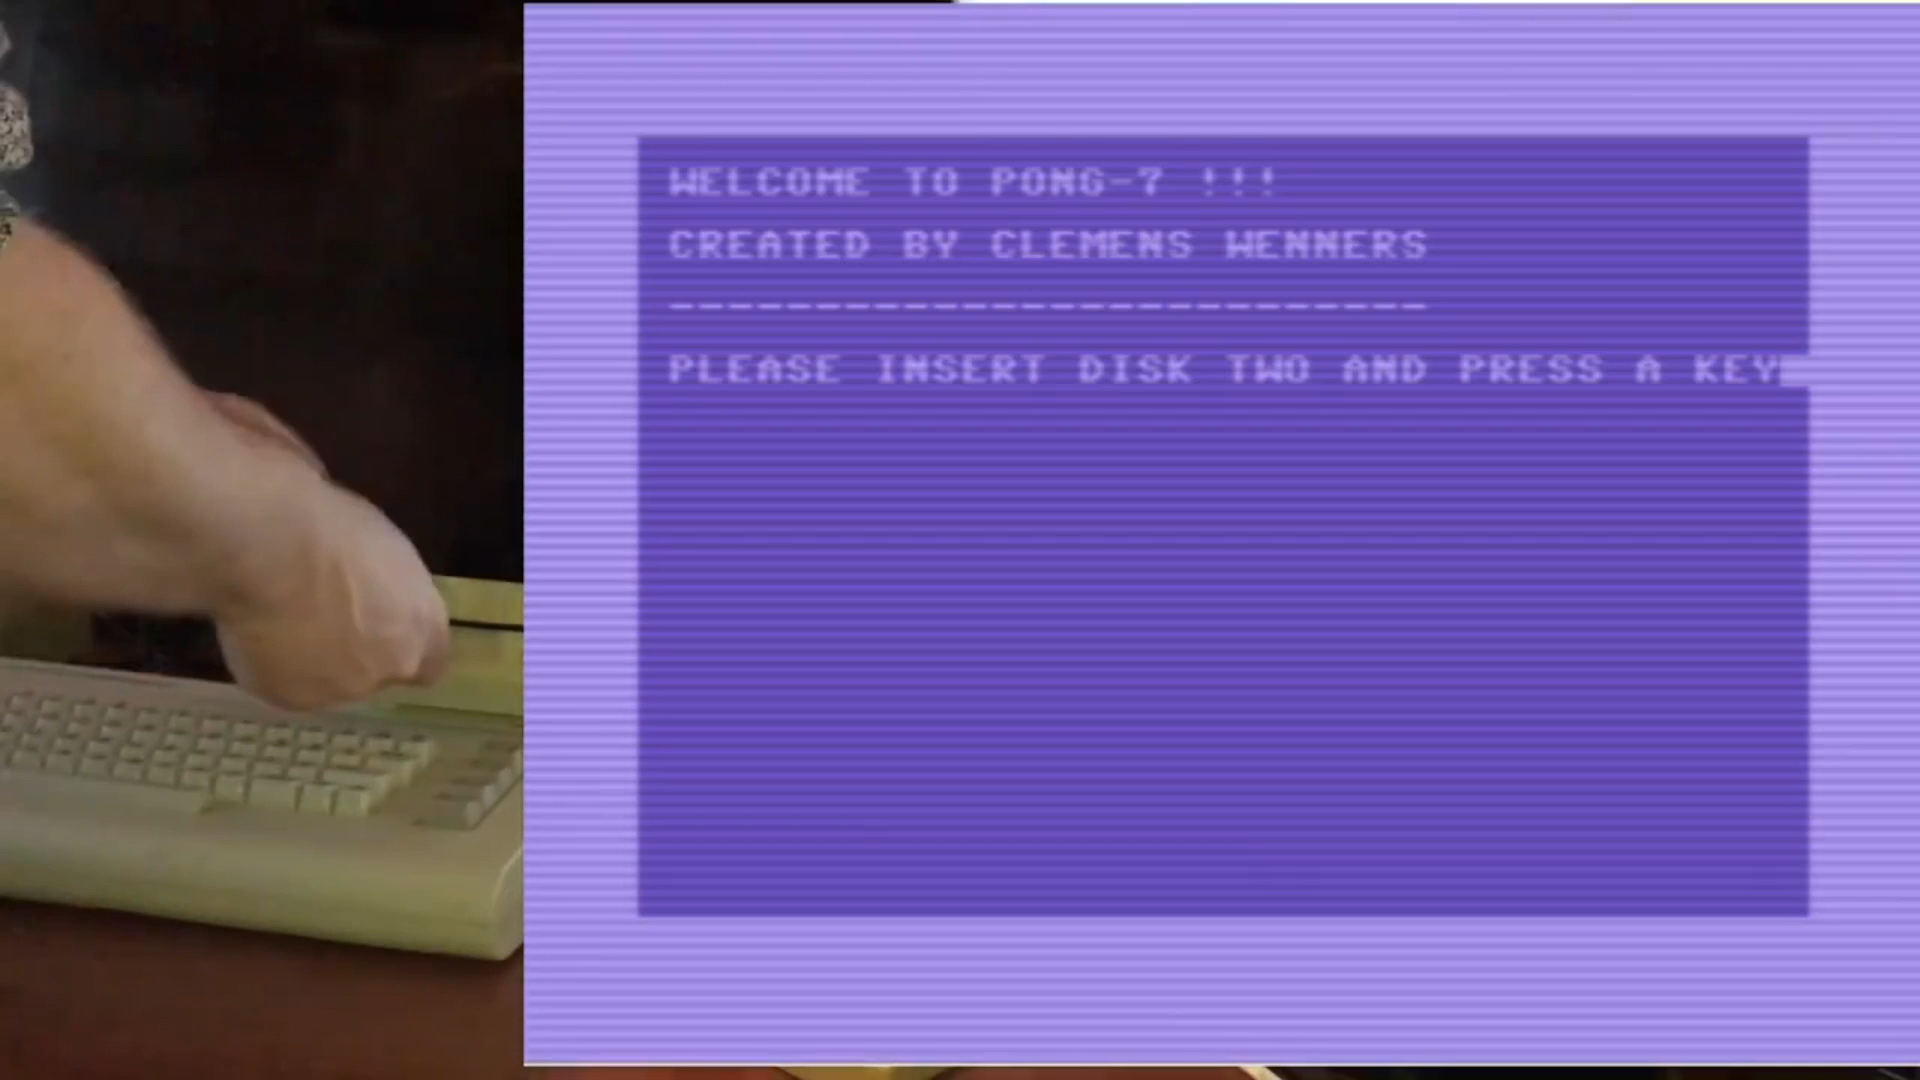 WELCOME TO PONG-7 !!!
CREATED BY CLEMENS WENNERS
--------------------------
PLEASE INSERT DISK TWO AND PRESS A KEY